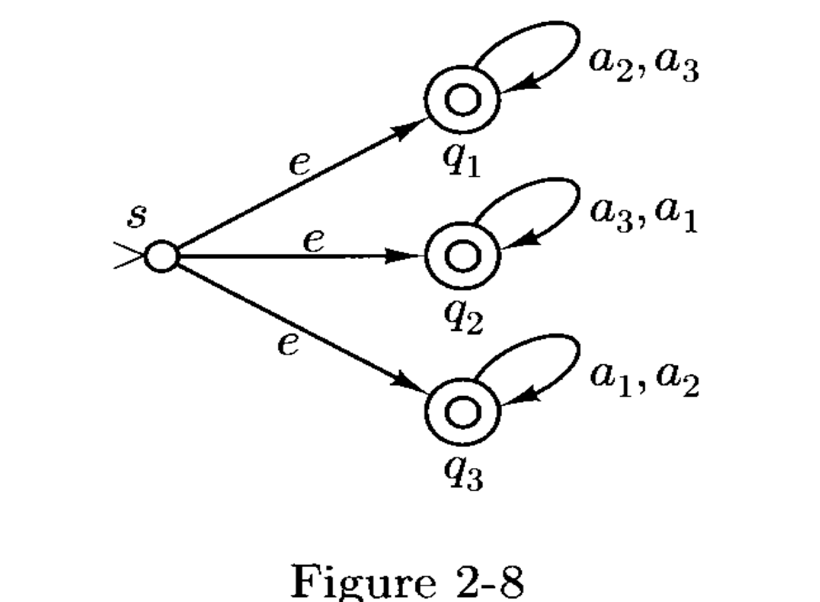 a₂, a₃
e
q₁
s
a₃, a₁
e
q₂
e
a₁, a₂
q₃
Figure 2-8